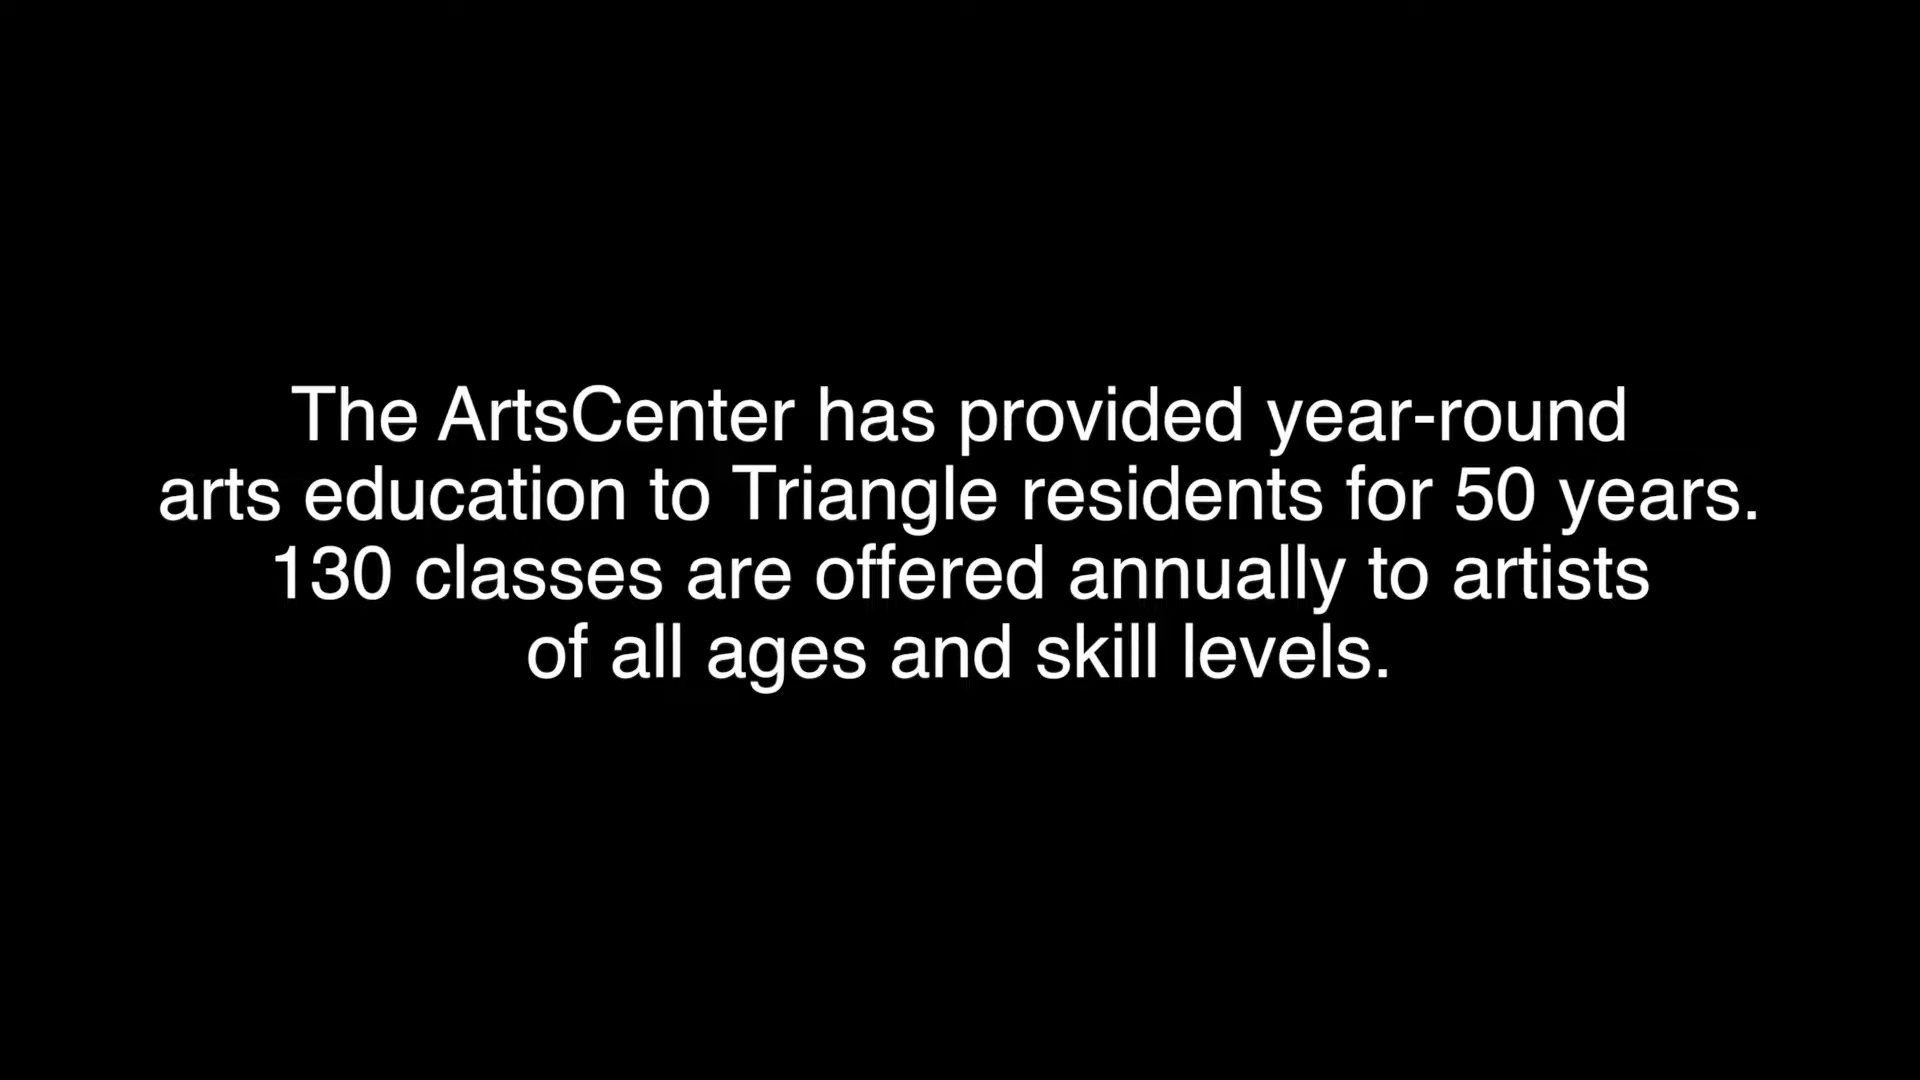 The ArtsCenter has provided year-round
arts education to Triangle residents for 50 years.
130 classes are offered annually to artists
of all ages and skill levels.